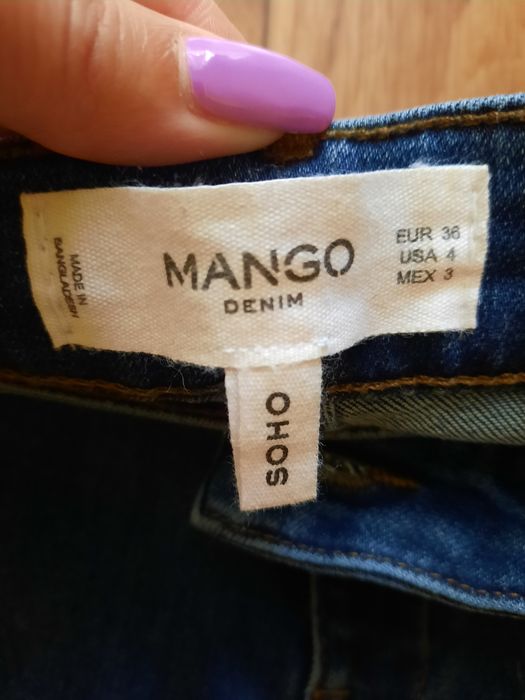 MADE IN
BANGLADESH
MANGO
DENIM
EUR 36
USA 4
MEX 3
SOHO